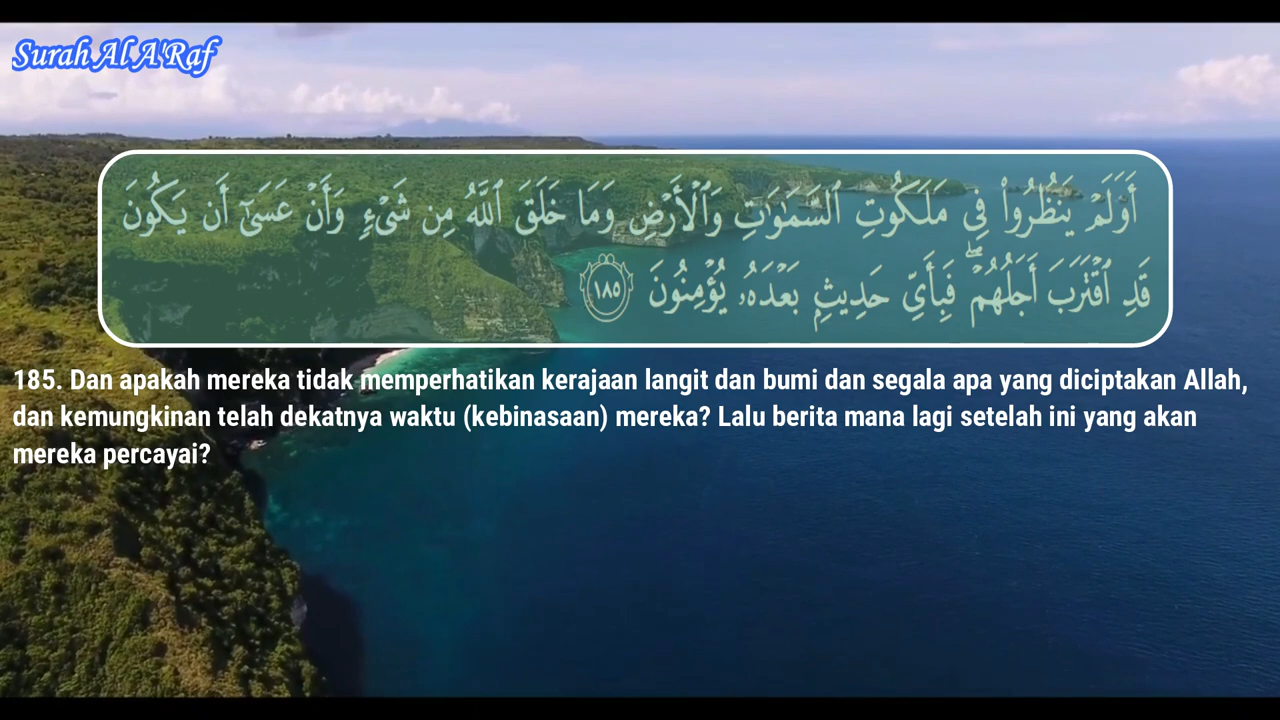 Surah Al A'Raf
أَوَلَمْ يَنظُرُوا۟ فِى مَلَكُوتِ ٱلسَّمَـٰوَٰتِ وَٱلْأَرْضِ وَمَا خَلَقَ ٱللَّهُ مِن شَىْءٍ وَأَنْ عَسَىٰٓ أَن يَكُونَ
قَدِ ٱقْتَرَبَ أَجَلُهُمْ ۖ فَبِأَىِّ حَدِيثٍۭ بَعْدَهُۥ يُؤْمِنُونَ ١٨٥
185. Dan apakah mereka tidak memperhatikan kerajaan langit dan bumi dan segala apa yang diciptakan Allah,
dan kemungkinan telah dekatnya waktu (kebinasaan) mereka? Lalu berita mana lagi setelah ini yang akan
mereka percayai?